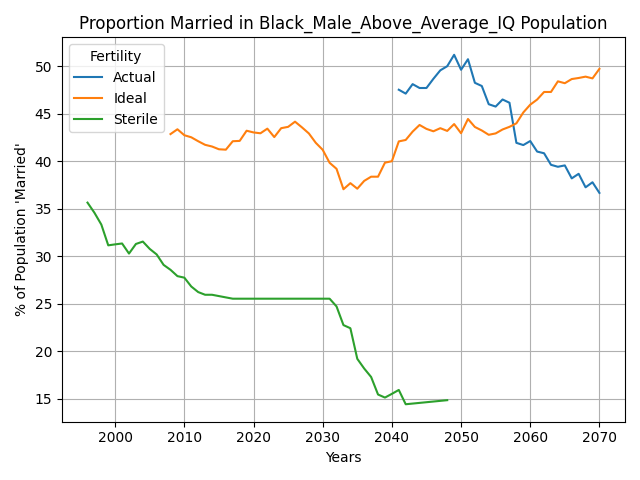 Proportion Married in Black_Male_Above_Average_IQ Population
Fertility
Actual
Ideal
Sterile
% of Population 'Married'
50
45
40
35
30
25
20
15
2000 2010 2020 2030 2040 2050 2060 2070
Years